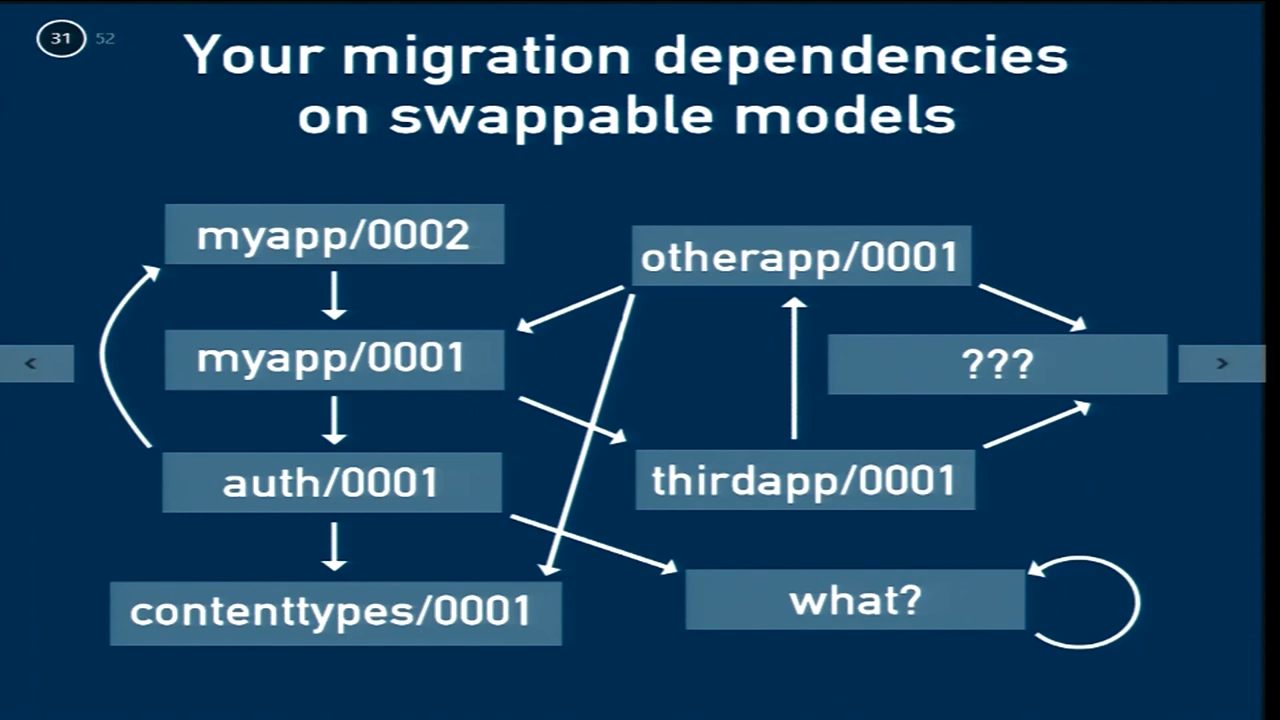 31 52
Your migration dependencies
on swappable models
myapp/0002
otherapp/0001
myapp/0001
???
<
>
auth/0001
thirdapp/0001
contenttypes/0001
what?